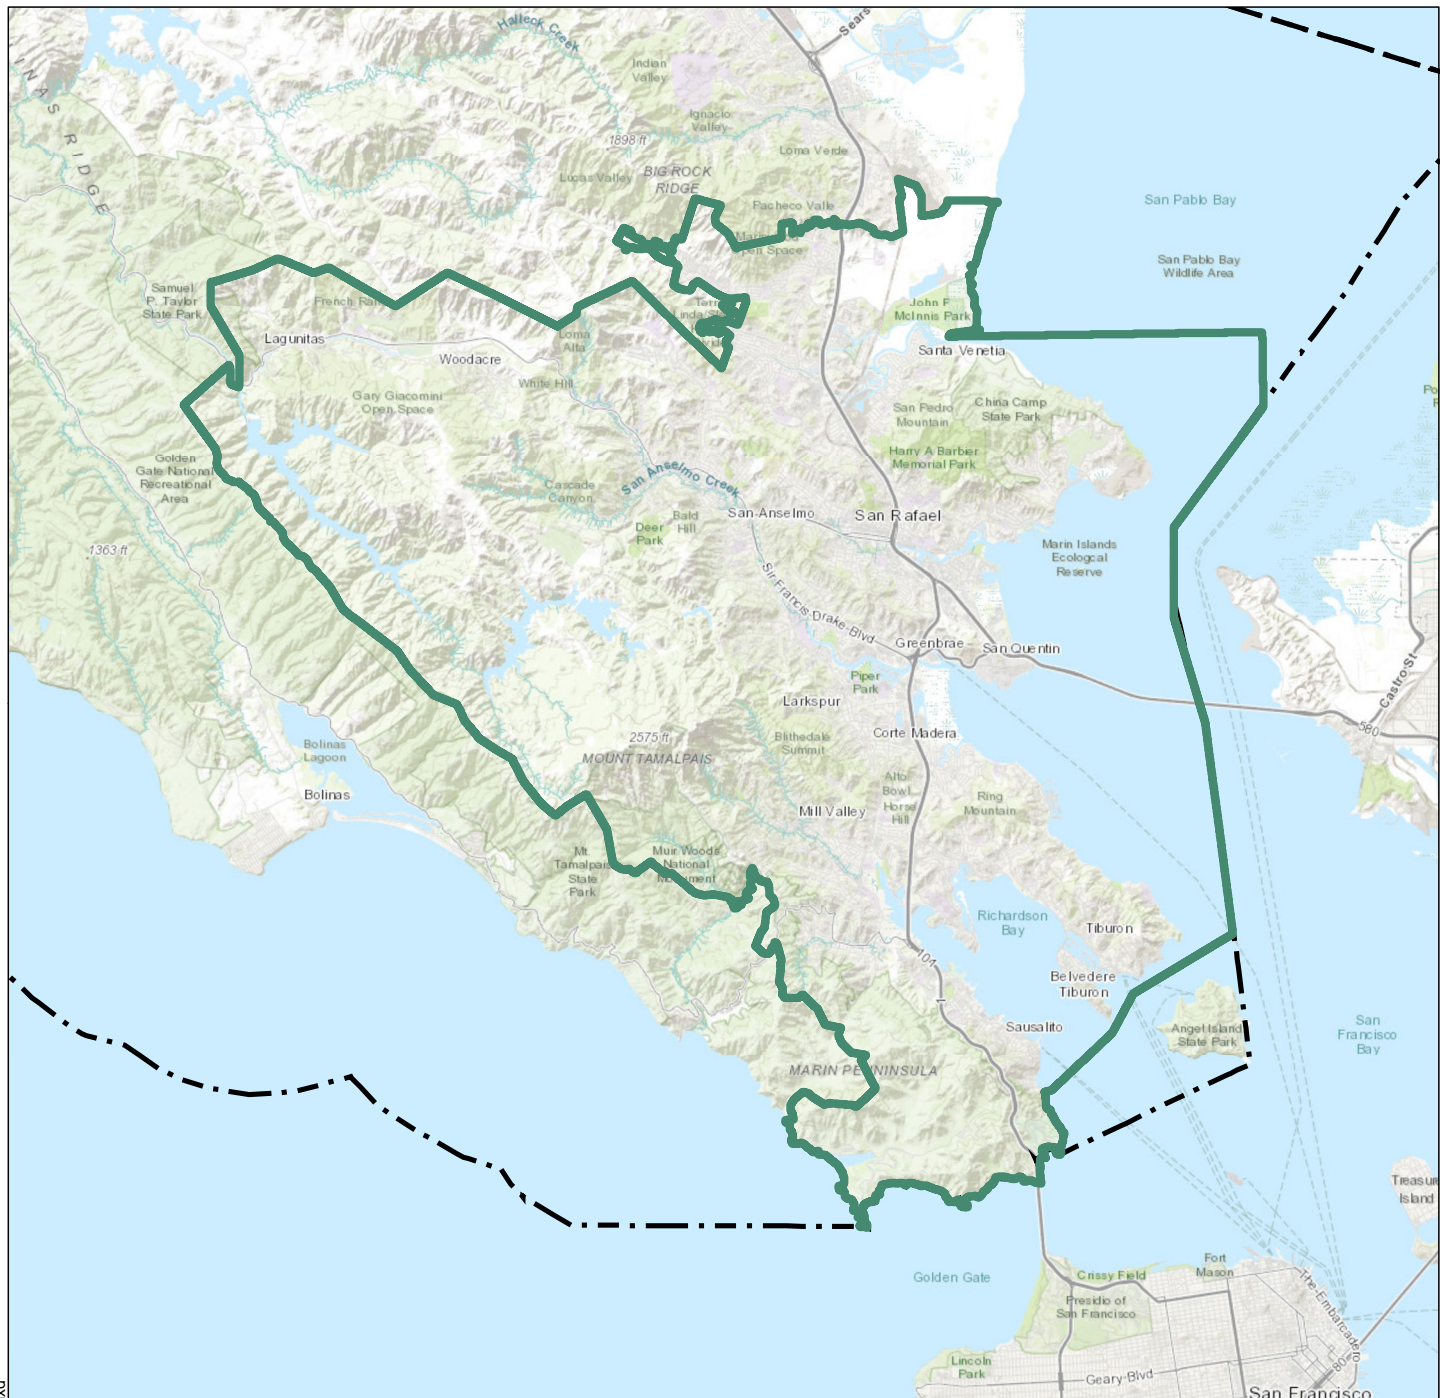 Halleck Creek
Sears
Indian
Valley
INAS RIDGE
Ignacio
Valley
1898 ft
Loma Verde
Lucas Valley
BIG ROCK
RIDGE
Pacheco Valle
San Pablo Bay
Open Space
San Pablo Bay
Wildlife Area
Samuel
P. Taylor
State Park
French Ran
Linda/S
John F
McInnis Park
Lagunitas
Loma
Alta
Santa Venetia
Woodacre
White Hill
Gary Giacomini
Open Space
San Pedro
Mountain
China Camp
State Park
Harry A Barbier
Memorial Park
Golden
Gate National
Recreational
Area
San Anselmo Creek
Cascade
Canyon
Bald
Hill
Deer
Park
San Anselmo
San Rafael
1363 ft
Marin Islands
Ecologcal
Reserve
Sir-Francis-Drake-Blvd
Greenbrae
San Quentin
Piper
Park
Castro-St
Larkspur
580
Corte Madera
2575 ft
MOUNT TAMALPAIS
Blithedale
Summit
Bolinas
Lagoon
Bolinas
Alto
Bowl
Horse
Hill
Ring
Mountain
Mill Valley
Mt.
Tamalpais
State
Park
Muir Woods
National
Monument
Richardson
Bay
Tiburon
101
1
Belvedere
Tiburon
Sausalito
Angel Island
State Park
San
Francisco
Bay
MARIN PENINSULA
Treasure
Island
Golden Gate
Fort
Mason
Crissy Field
Presidio of
San Francisco
The-Embarcadero
80
Lincoln
Park
Geary-Blvd
San Francisco